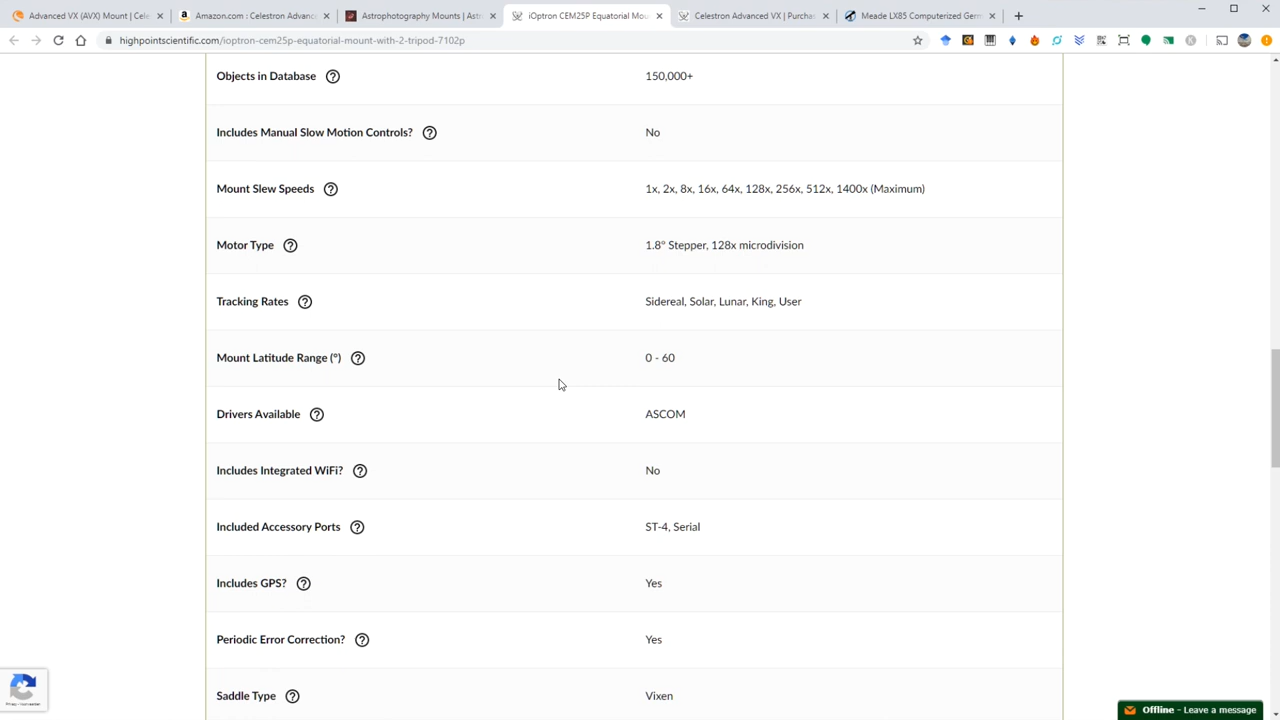 Advanced VX (AVX) Mount | Cele
Amazon.com : Celestron Advanc
Astrophotography Mounts | Ast
iOptron CEM25P Equatorial Mou
Celestron Advanced VX | Purcha
Meade LX85 Computerized Germ
highpointscientific.com/ioptron-cem25p-equatorial-mount-with-2-tripod-7102p
Objects in Database 150,000+
Includes Manual Slow Motion Controls? No
Mount Slew Speeds 1x, 2x, 8x, 16x, 64x, 128x, 256x, 512x, 1400x (Maximum)
Motor Type 1.8° Stepper, 128x microdivision
Tracking Rates Sidereal, Solar, Lunar, King, User
Mount Latitude Range (°) 0 - 60
Drivers Available ASCOM
Includes Integrated WiFi? No
Included Accessory Ports ST-4, Serial
Includes GPS? Yes
Periodic Error Correction? Yes
Saddle Type Vixen
Offline - Leave a message